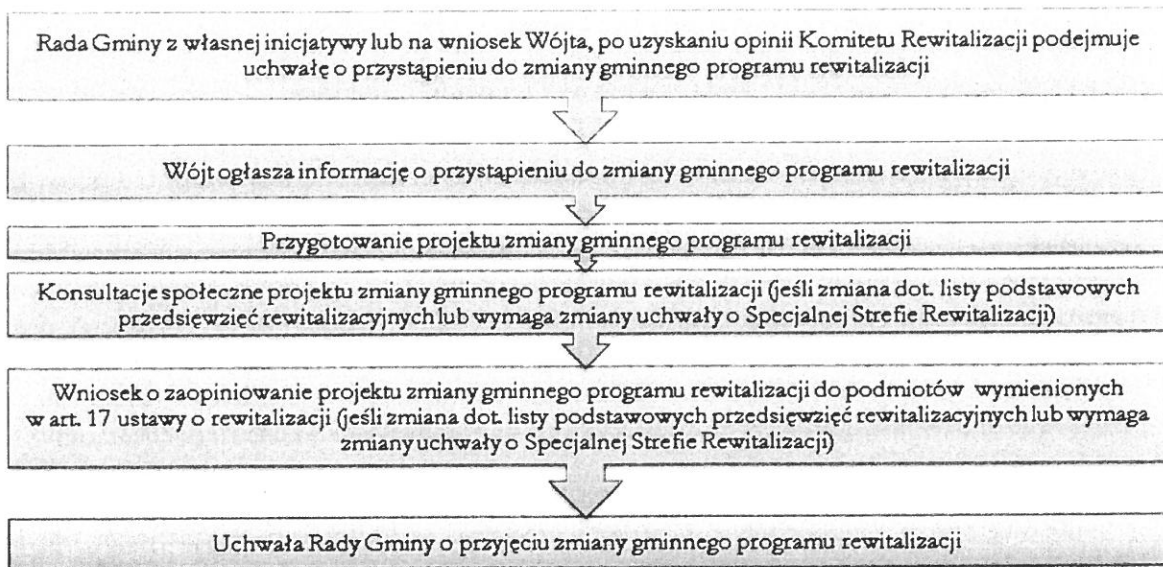 Rada Gminy z własnej inicjatywy lub na wniosek Wójta, po uzyskaniu opinii Komitetu Rewitalizacji podejmuje
uchwałę o przystąpieniu do zmiany gminnego programu rewitalizacji
Wójt ogłasza informację o przystąpieniu do zmiany gminnego programu rewitalizacji
Przygotowanie projektu zmiany gminnego programu rewitalizacji
Konsultacje społeczne projektu zmiany gminnego programu rewitalizacji (jeśli zmiana dot. listy podstawowych
przedsięwzięć rewitalizacyjnych lub wymaga zmiany uchwały o Specjalnej Strefie Rewitalizacji)
Wniosek o zaopiniowanie projektu zmiany gminnego programu rewitalizacji do podmiotów wymienionych
w art. 17 ustawy o rewitalizacji (jeśli zmiana dot. listy podstawowych przedsięwzięć rewitalizacyjnych lub wymaga
zmiany uchwały o Specjalnej Strefie Rewitalizacji)
Uchwała Rady Gminy o przyjęciu zmiany gminnego programu rewitalizacji